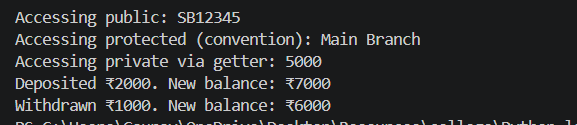 Accessing public: SB12345
Accessing protected (convention): Main Branch
Accessing private via getter: 5000
Deposited ₹2000. New balance: ₹7000
Withdrawn ₹1000. New balance: ₹6000